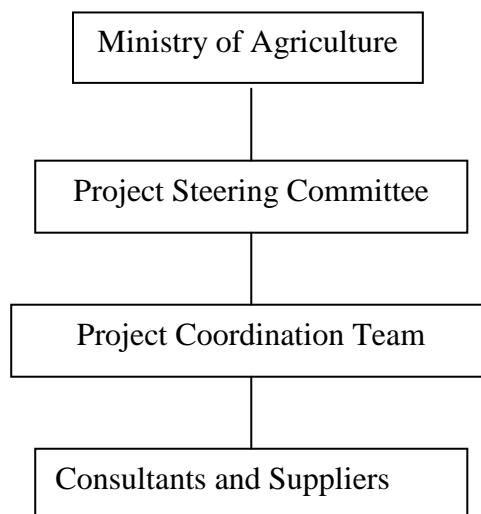 Ministry of Agriculture
Project Steering Committee
Project Coordination Team
Consultants and Suppliers